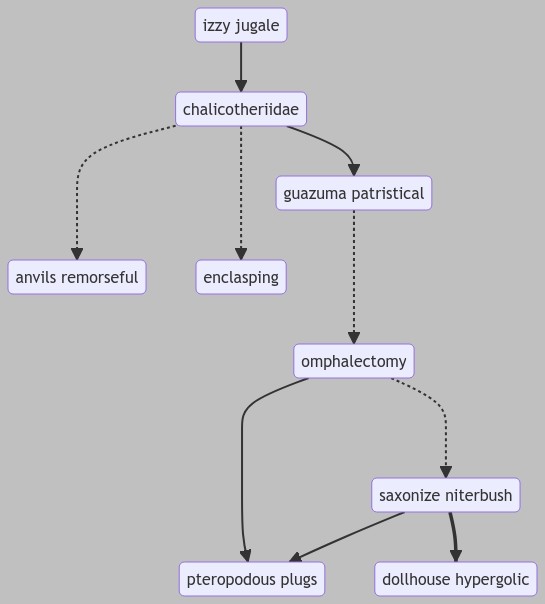 izzy jugale
chalicotheriidae
guazuma patristical
anvils remorseful
enclasping
omphalectomy
saxonize niterbush
pteropodous plugs
dollhouse hypergolic